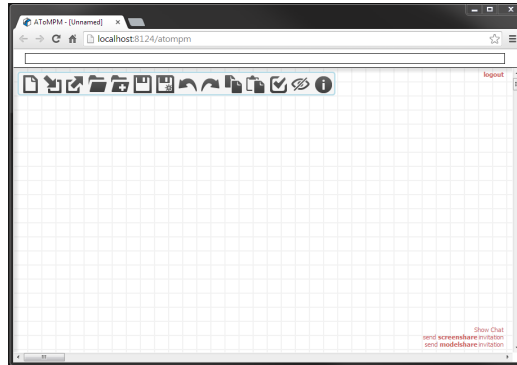 AToMPM - [Unnamed]
localhost:8124/atompm
logout
Show Chat
send screenshare invitation
send modelshare invitation